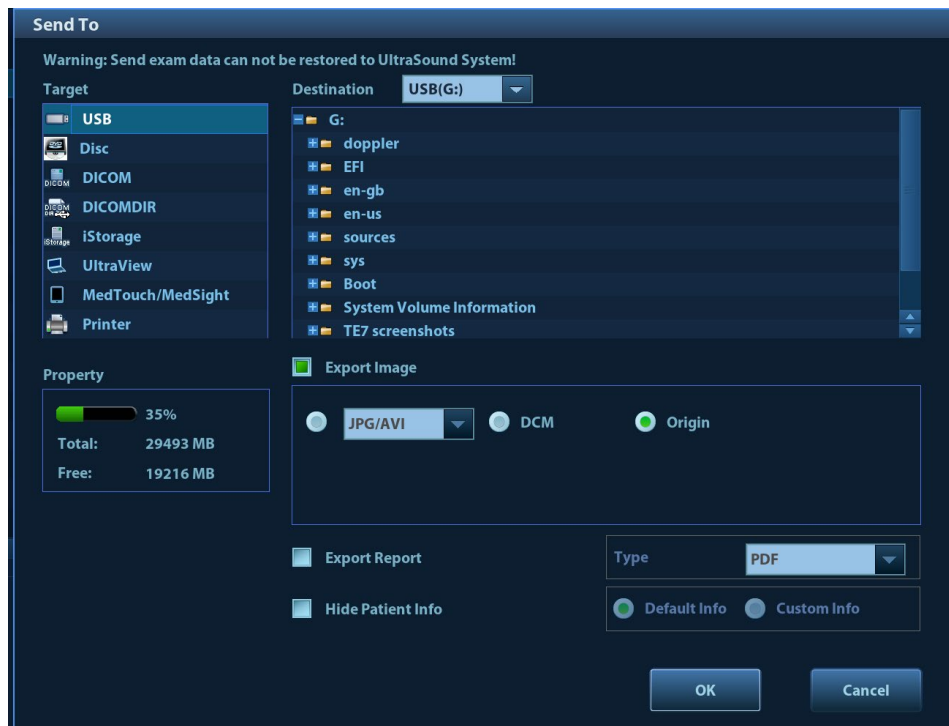 Send To
Warning: Send exam data can not be restored to UltraSound System!
Target
Destination USB(G:)
USB
Disc
DICOM DICOM
DICOMDIR
iStorage iStorage
UltraView
MedTouch/MedSight
Printer
G:
doppler
EFI
en-gb
en-us
sources
sys
Boot
System Volume Information
TE7 screenshots
Property
35%
Total: 29493 MB
Free: 19216 MB
Export Image
JPG/AVI DCM Origin
Export Report
Type PDF
Hide Patient Info
Default Info Custom Info
OK Cancel